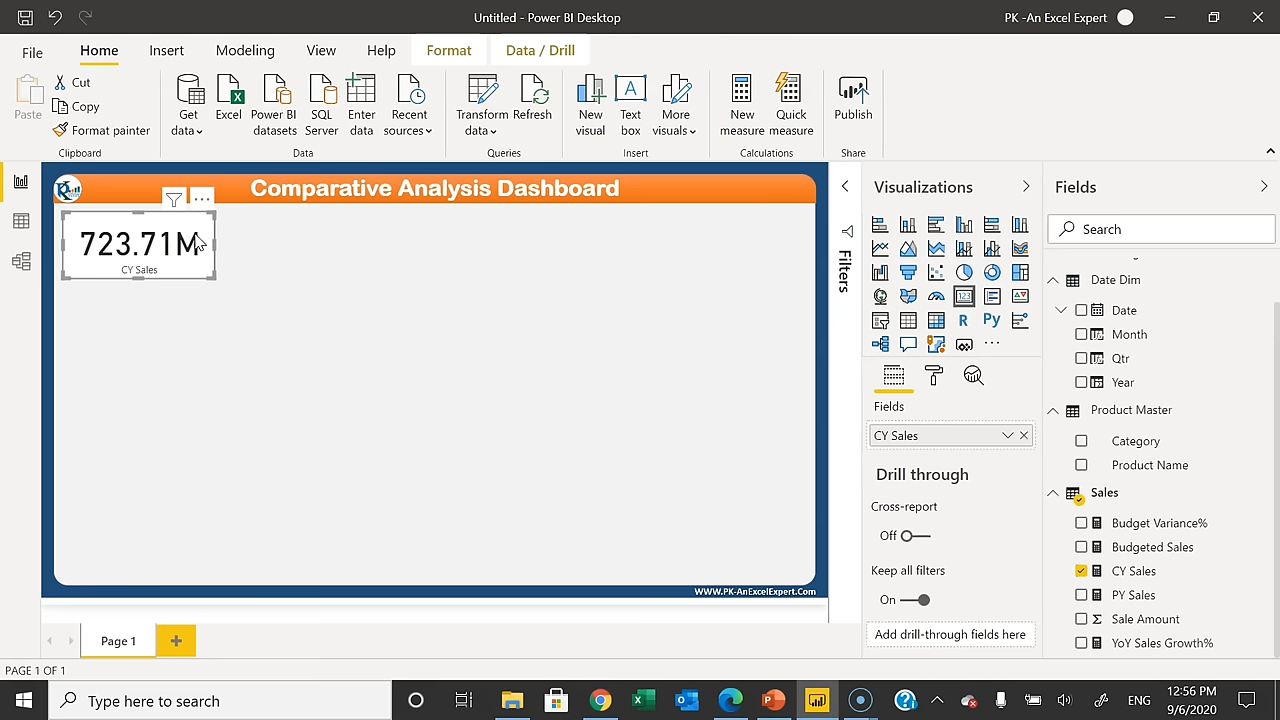 Untitled - Power BI Desktop
PK -An Excel Expert
File
Home
Insert
Modeling
View
Help
Format
Data / Drill
Paste
Cut
Copy
Format painter
Clipboard
Get data
Excel
Power BI datasets
SQL Server
Enter data
Recent sources
Data
Transform data
Refresh
Queries
New visual
Text box
More visuals
Insert
New measure
Quick measure
Calculations
Publish
Share
Comparative Analysis Dashboard
723.71M
CY Sales
WWW.PK-AnExcelExpert.Com
Filters
Visualizations
123
R
Py
Fields
CY Sales
Drill through
Cross-report
Off
Keep all filters
On
Add drill-through fields here
Fields
Search
Date Dim
Date
Month
Qtr
Year
Product Master
Category
Product Name
Sales
Budget Variance%
Budgeted Sales
CY Sales
PY Sales
Sale Amount
YoY Sales Growth%
Page 1
PAGE 1 OF 1
Type here to search
ENG
12:56 PM
9/6/2020